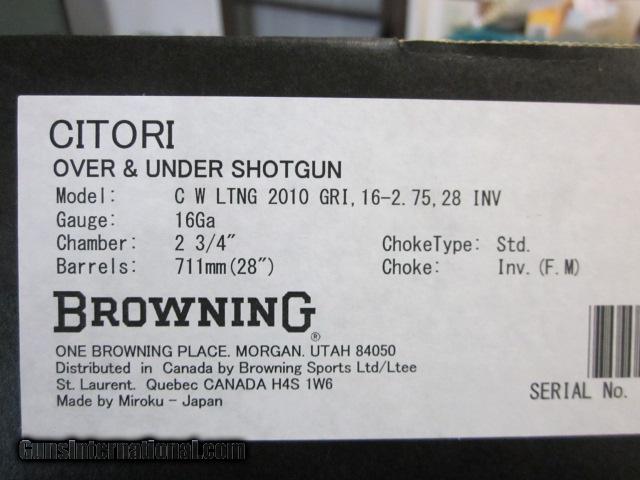 CITORI
OVER & UNDER SHOTGUN
Model: C W LTNG 2010 GRI,16-2.75,28 INV
Gauge: 16Ga
Chamber: 2 3/4" ChokeType: Std.
Barrels: 711mm(28") Choke: Inv.(F.M)
BROWNING®
ONE BROWNING PLACE. MORGAN. UTAH 84050
Distributed in Canada by Browning Sports Ltd/Ltee
St. Laurent. Quebec CANADA H4S 1W6
SERIAL No.
Made by Miroku - Japan
GunsInternational.com